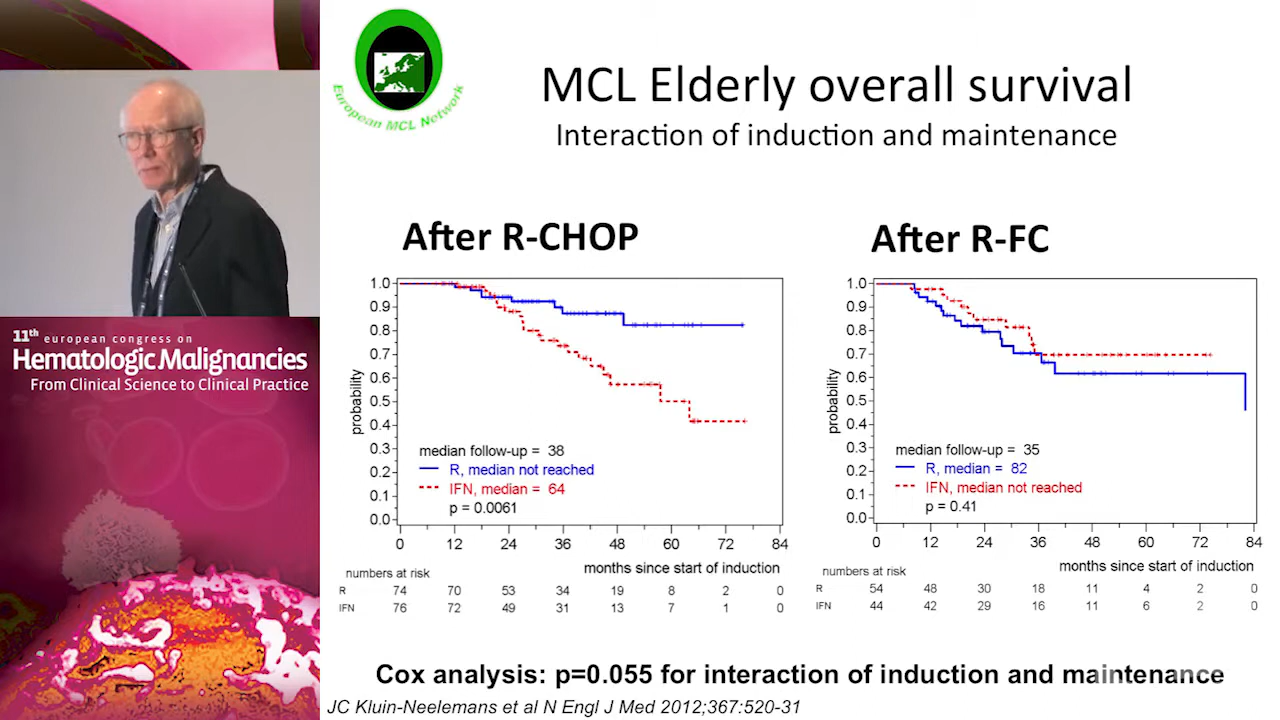 European MCL Network
MCL Elderly overall survival
Interaction of induction and maintenance
11th european congress on
Hematologic Malignancies
From Clinical Science to Clinical Practice
After R-CHOP
1.0
0.9
0.8
0.7
0.6
0.5
0.4
0.3
0.2
0.1
0.0
probability
median follow-up = 38
R, median not reached
IFN, median = 64
p = 0.0061
0 12 24 36 48 60 72 84
months since start of induction
numbers at risk
R 74 70 53 34 19 8 2 0
IFN 76 72 49 31 13 7 1 0
After R-FC
1.0
0.9
0.8
0.7
0.6
0.5
0.4
0.3
0.2
0.1
0.0
probability
median follow-up = 35
R, median = 82
IFN, median not reached
p = 0.41
0 12 24 36 48 60 72 84
months since start of induction
numbers at risk
R 54 48 30 18 11 4 2 0
IFN 44 42 29 16 11 6 2 0
Cox analysis: p=0.055 for interaction of induction and maintenance
JC Kluin-Neelemans et al N Engl J Med 2012;367:520-31